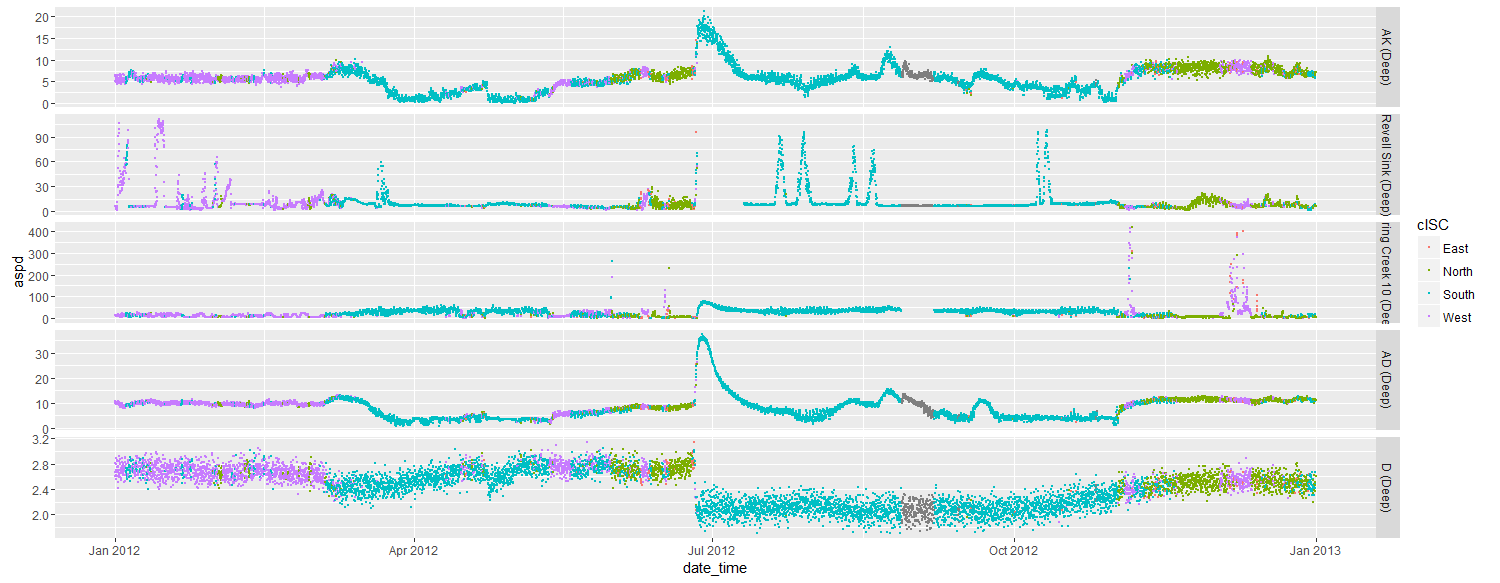 20
15
10
5
0
AK (Deep)
90
60
30
0
Revell Sink (Deep)
400
300
200
100
0
ring Creek 10 (Dee
30
20
10
0
AD (Deep)
3.2
2.8
2.4
2.0
D (Deep)
aspd
Jan 2012
Apr 2012
Jul 2012
Oct 2012
Jan 2013
date_time
clSC
East
North
South
West